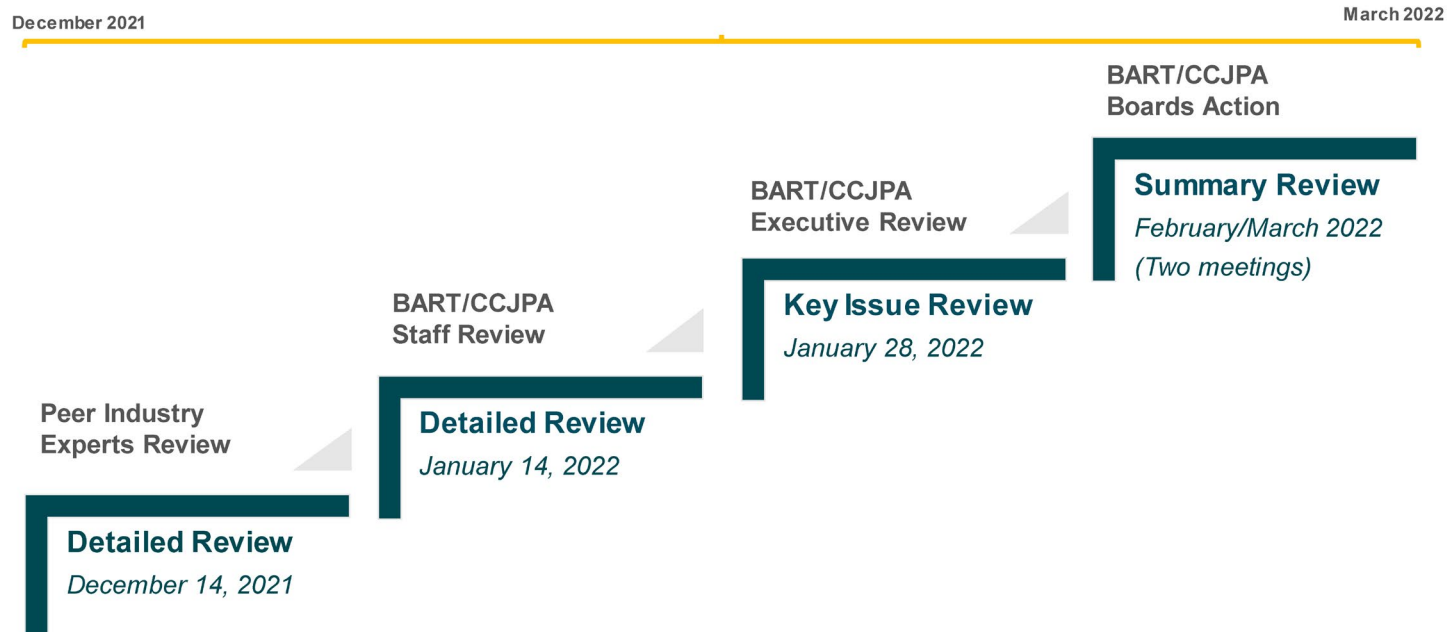 December 2021
March 2022
BART/CCJPA
Boards Action
Summary Review
February/March 2022
(Two meetings)
BART/CCJPA
Executive Review
Key Issue Review
January 28, 2022
BART/CCJPA
Staff Review
Detailed Review
January 14, 2022
Peer Industry
Experts Review
Detailed Review
December 14, 2021